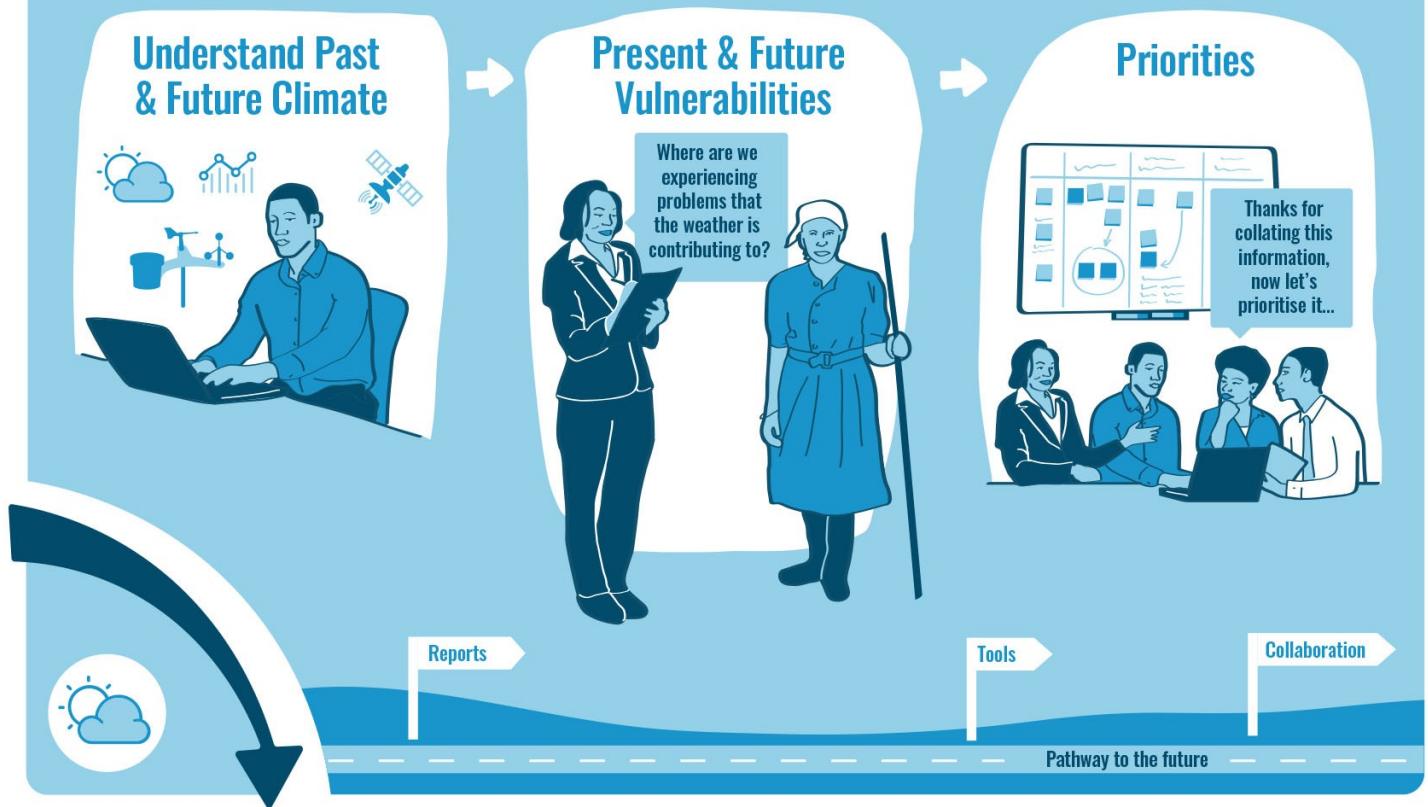 Understand Past
& Future Climate
Present & Future
Vulnerabilities
Where are we
experiencing
problems that
the weather is
contributing to?
Priorities
Thanks for
collating this
information,
now let's
prioritise it...
Reports
Tools
Collaboration
Pathway to the future